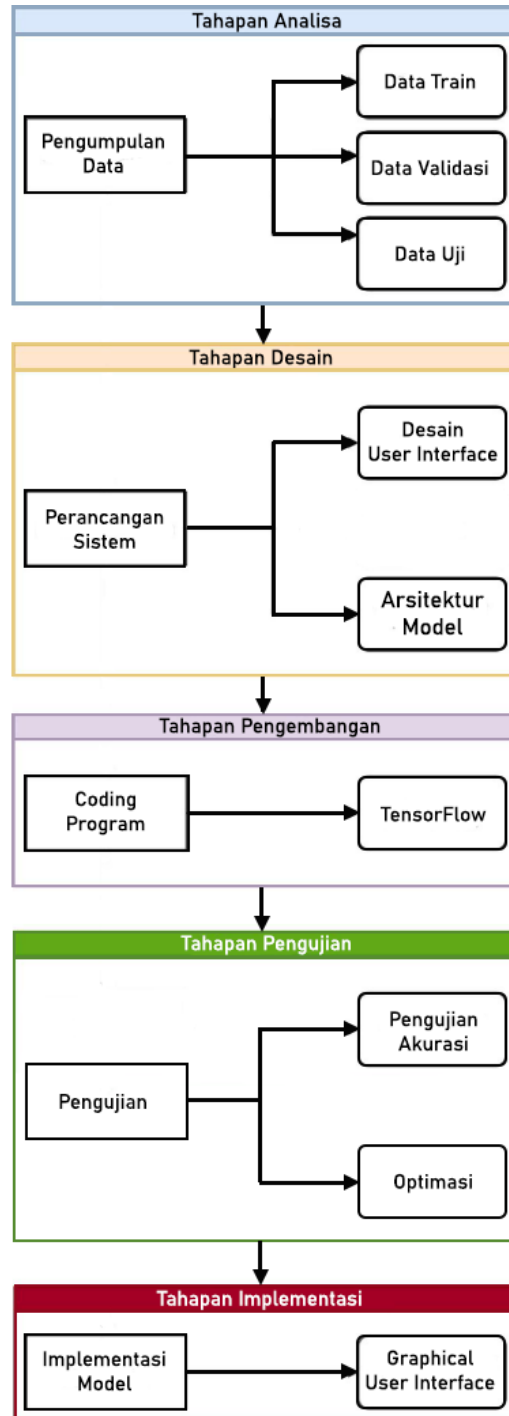 Tahapan Analisa
Pengumpulan
Data
Data Train
Data Validasi
Data Uji
Tahapan Desain
Perancangan
Sistem
Desain
User Interface
Arsitektur
Model
Tahapan Pengembangan
Coding
Program
TensorFlow
Tahapan Pengujian
Pengujian
Pengujian
Akurasi
Optimasi
Tahapan Implementasi
Implementasi
Model
Graphical
User Interface